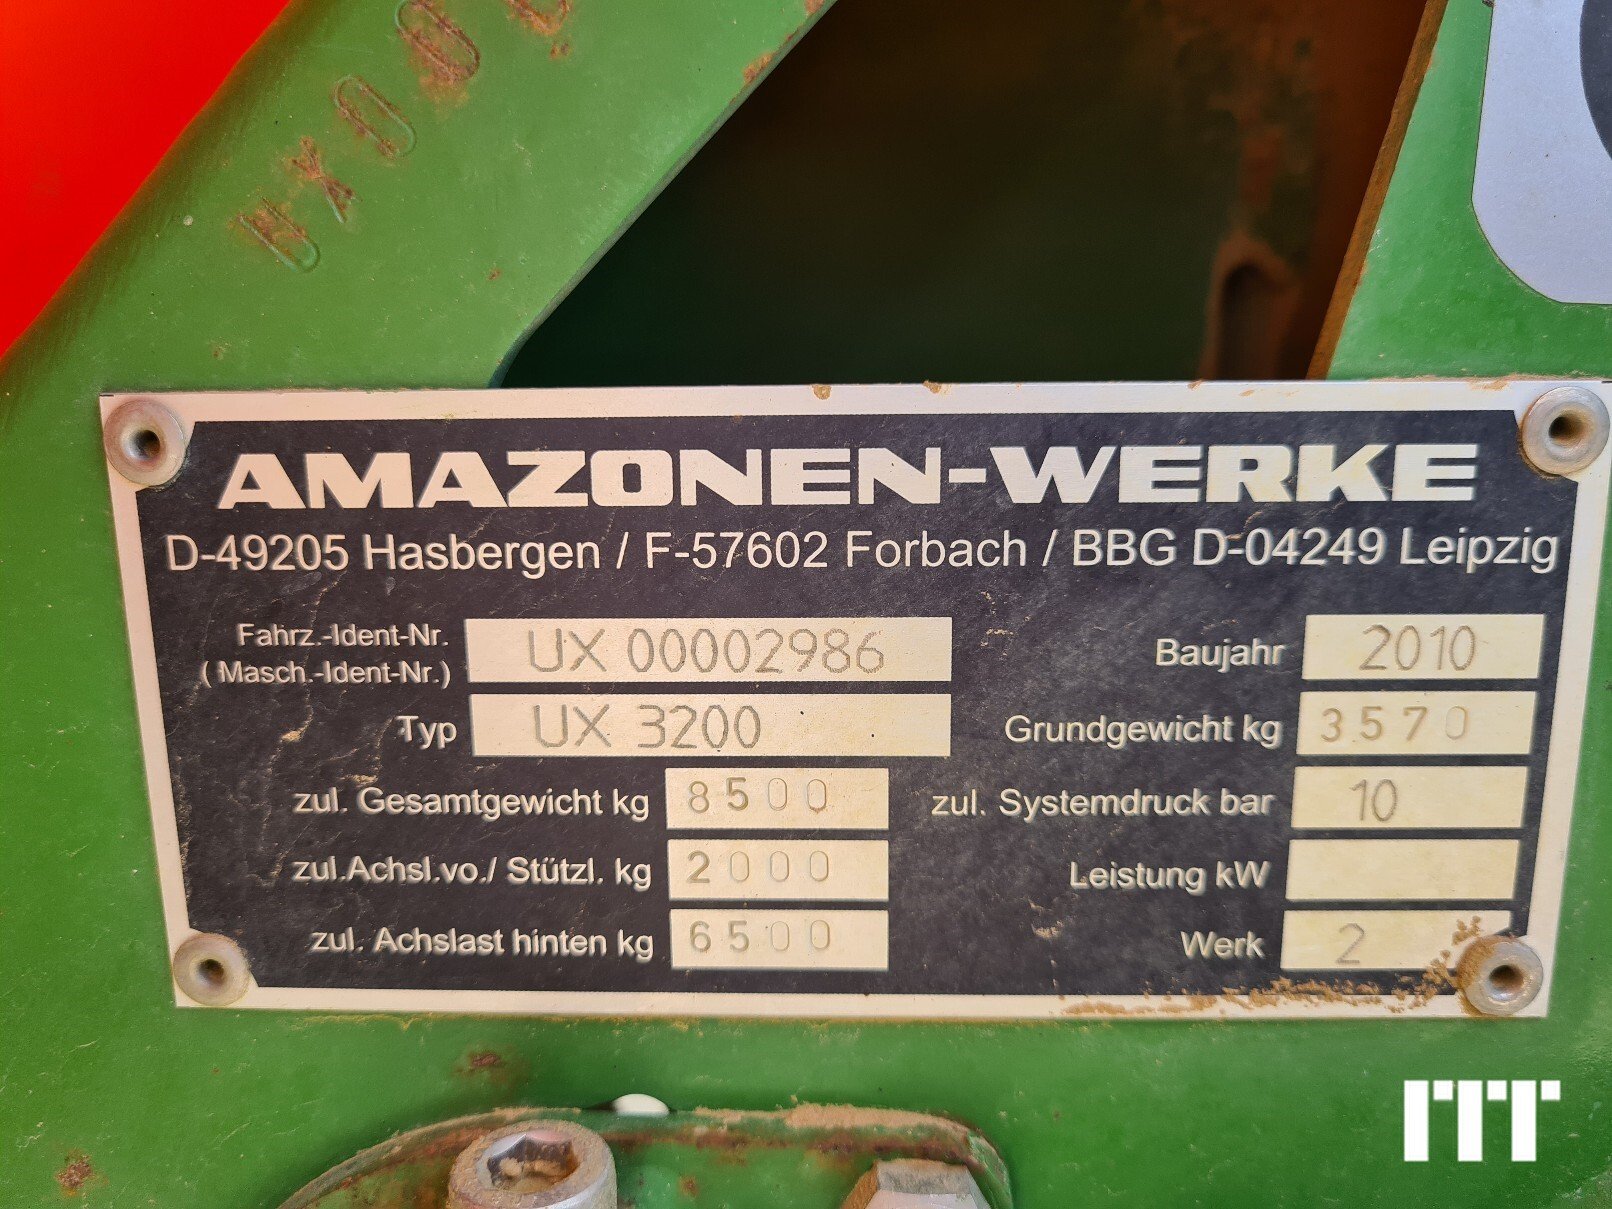 UX00
AMAZONEN-WERKE
D-49205 Hasbergen / F-57602 Forbach / BBG D-04249 Leipzig
Fahrz.-Ident-Nr.
(Masch.-Ident-Nr.) UX 00002986
Baujahr 2010
Typ UX 3200
Grundgewicht kg 3570
zul. Gesamtgewicht kg 8500
zul. Systemdruck bar 10
zul.Achsl.vo./ Stützl. kg 2000
Leistung kW
zul. Achslast hinten kg 6500
Werk 2